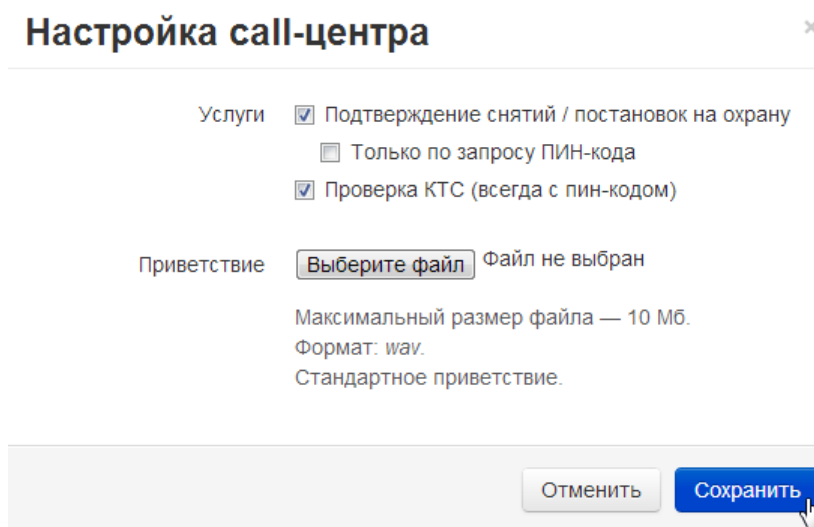 Настройка call-центра
Услуги
Подтверждение снятий / постановок на охрану
Только по запросу ПИН-кода
Проверка КТС (всегда с пин-кодом)
Приветствие
Выберите файл Файл не выбран
Максимальный размер файла — 10 Мб.
Формат: wav.
Стандартное приветствие.
Отменить
Сохранить